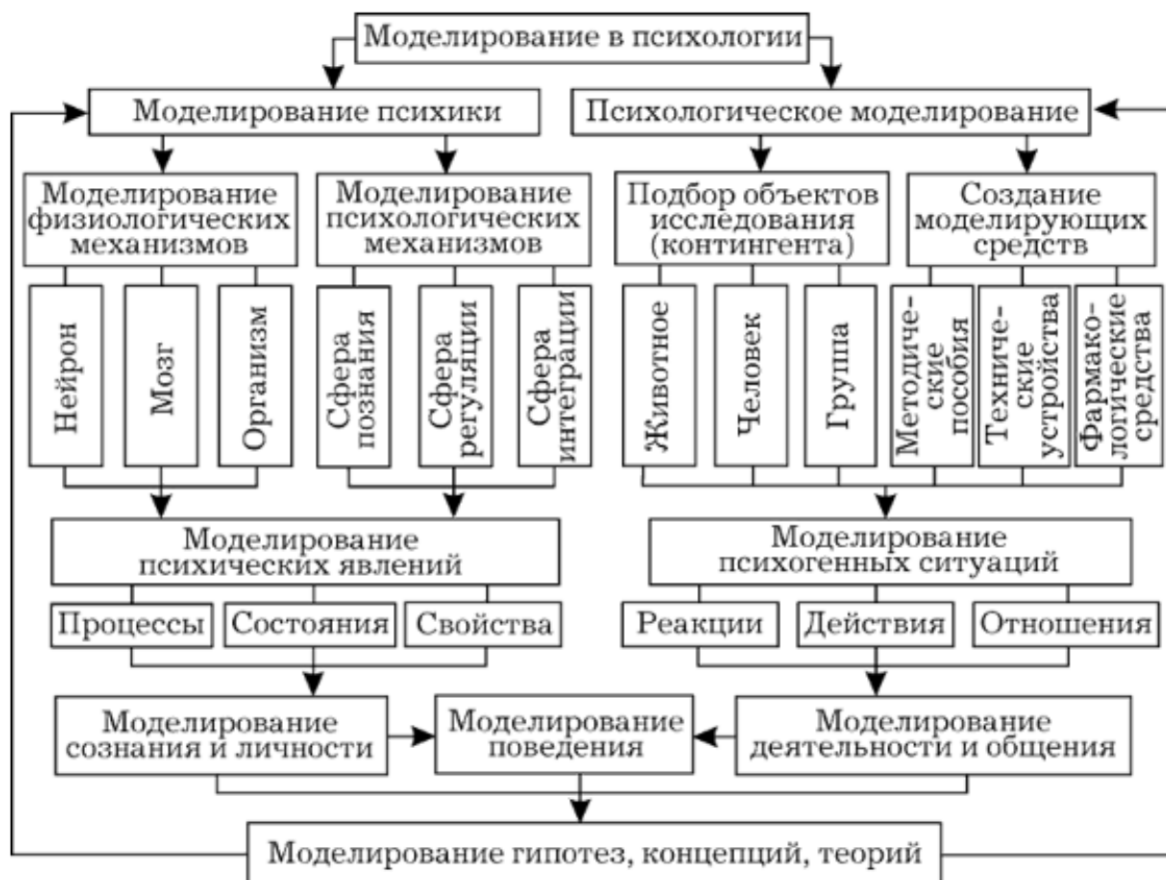 Моделирование в психологии
Моделирование психики
Психологическое моделирование
Моделирование
физиологических
механизмов
Моделирование
психологических
механизмов
Подбор объектов
исследования
(контингента)
Создание
моделирующих
средств
Нейрон
Мозг
Организм
Сфера
познания
Сфера
регуляции
Сфера
интеграции
Животное
Человек
Группа
Методиче-
ские
пособия
Техниче-
ские
устройства
Фармако-
логические
средства
Моделирование
психических явлений
Моделирование
психогенных ситуаций
Процессы
Состояния
Свойства
Реакции
Действия
Отношения
Моделирование
сознания и личности
Моделирование
поведения
Моделирование
деятельности и общения
Моделирование гипотез, концепций, теорий